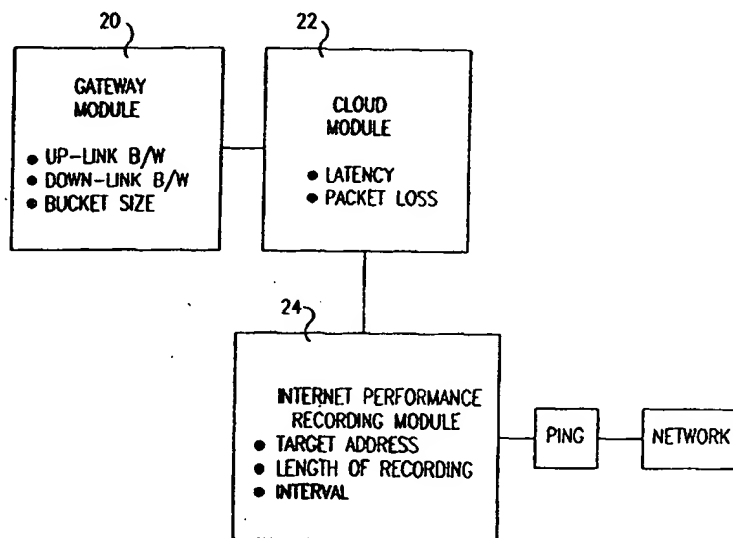 20
GATEWAY
MODULE
● UP-LINK B/W
● DOWN-LINK B/W
● BUCKET SIZE
22
CLOUD
MODULE
● LATENCY
● PACKET LOSS
24
INTERNET PERFORMANCE
RECORDING MODULE
● TARGET ADDRESS
● LENGTH OF RECORDING
● INTERVAL
PING
NETWORK